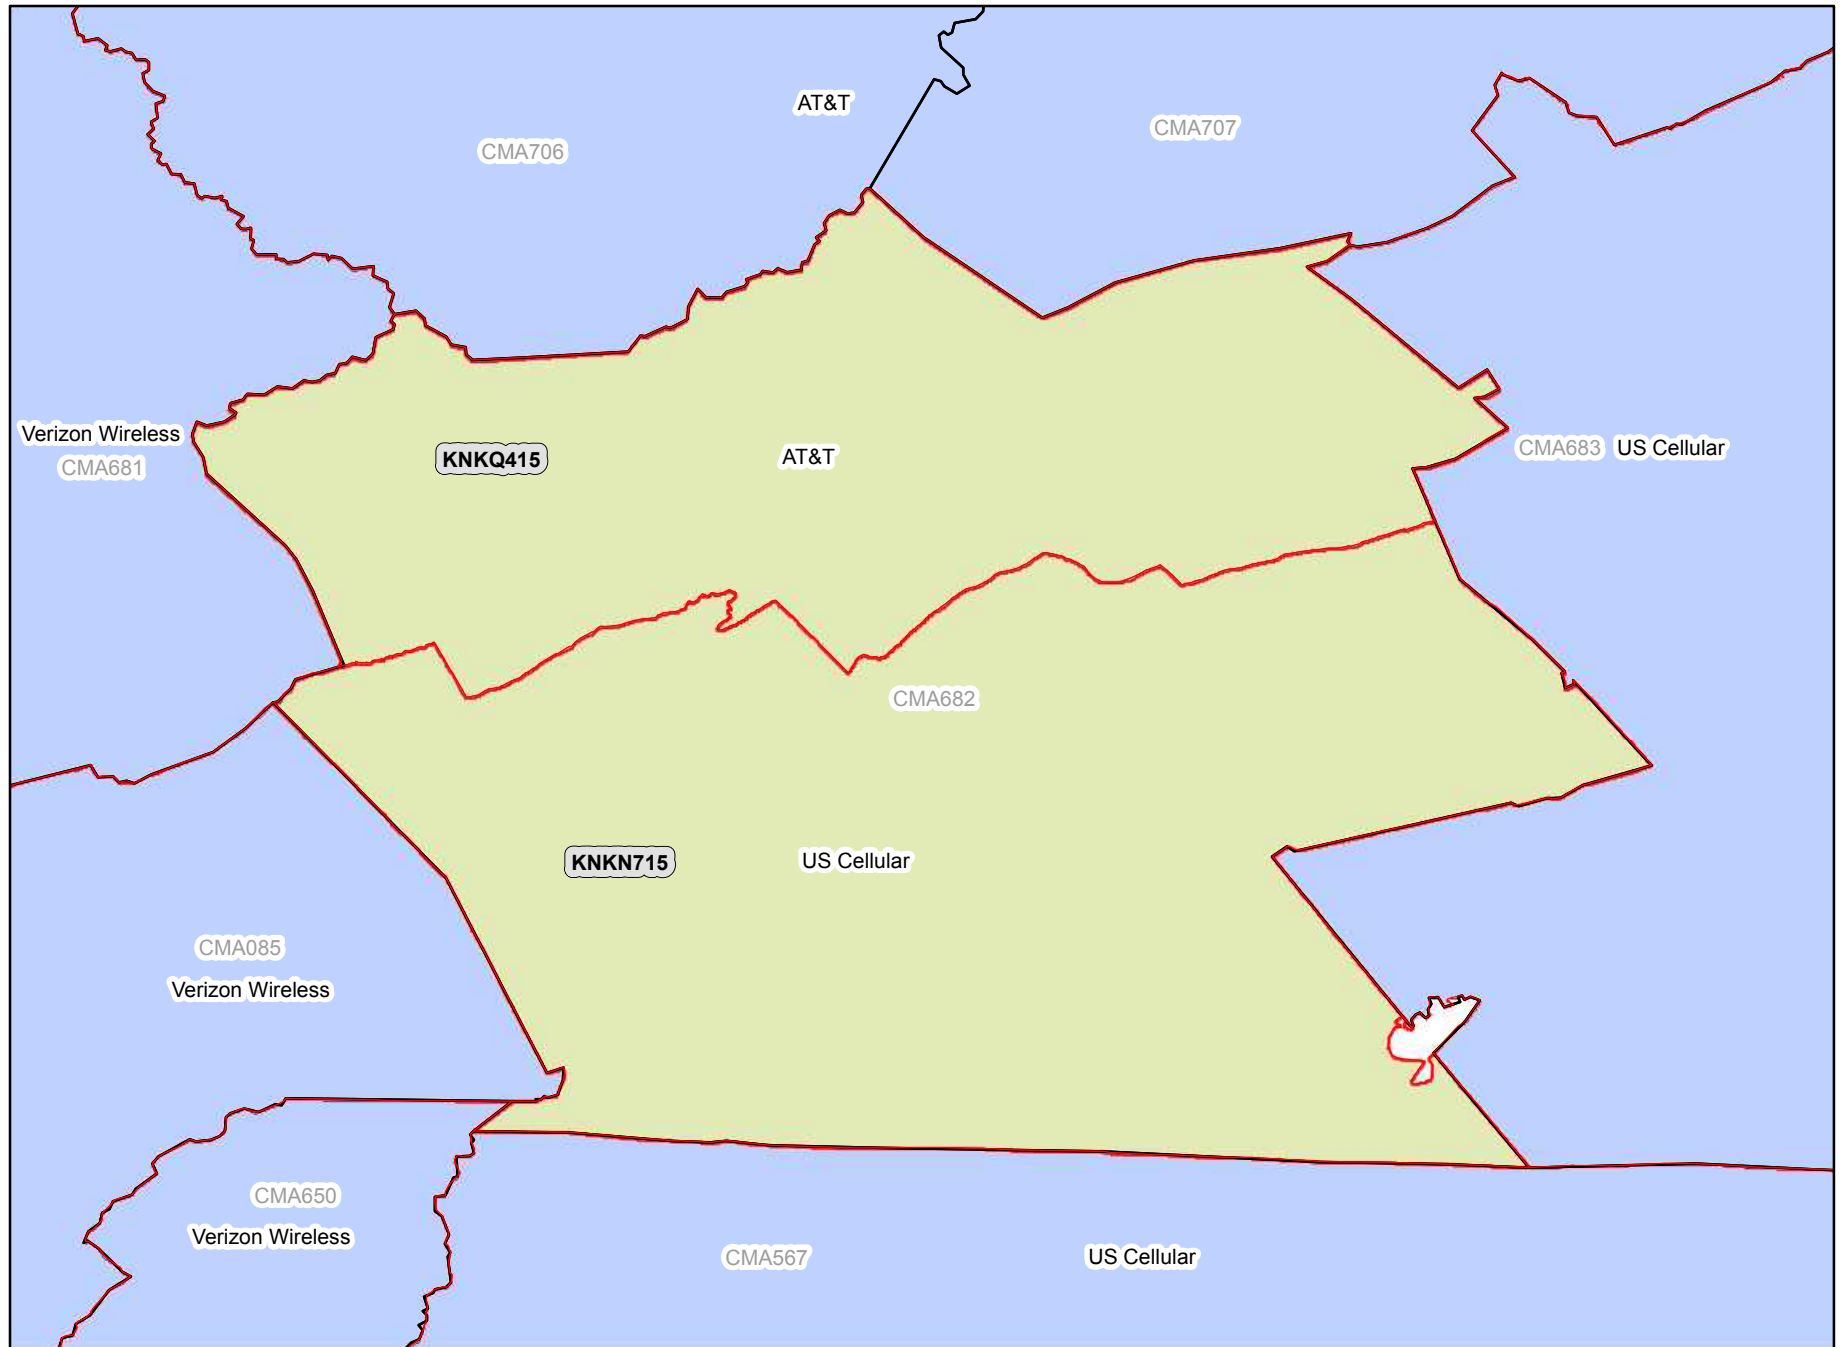 AT&T
CMA707
CMA706
Verizon Wireless
CMA681
KNKQ415
AT&T
CMA683 US Cellular
CMA682
KNKN715
US Cellular
CMA085
Verizon Wireless
CMA650
Verizon Wireless
CMA567
US Cellular